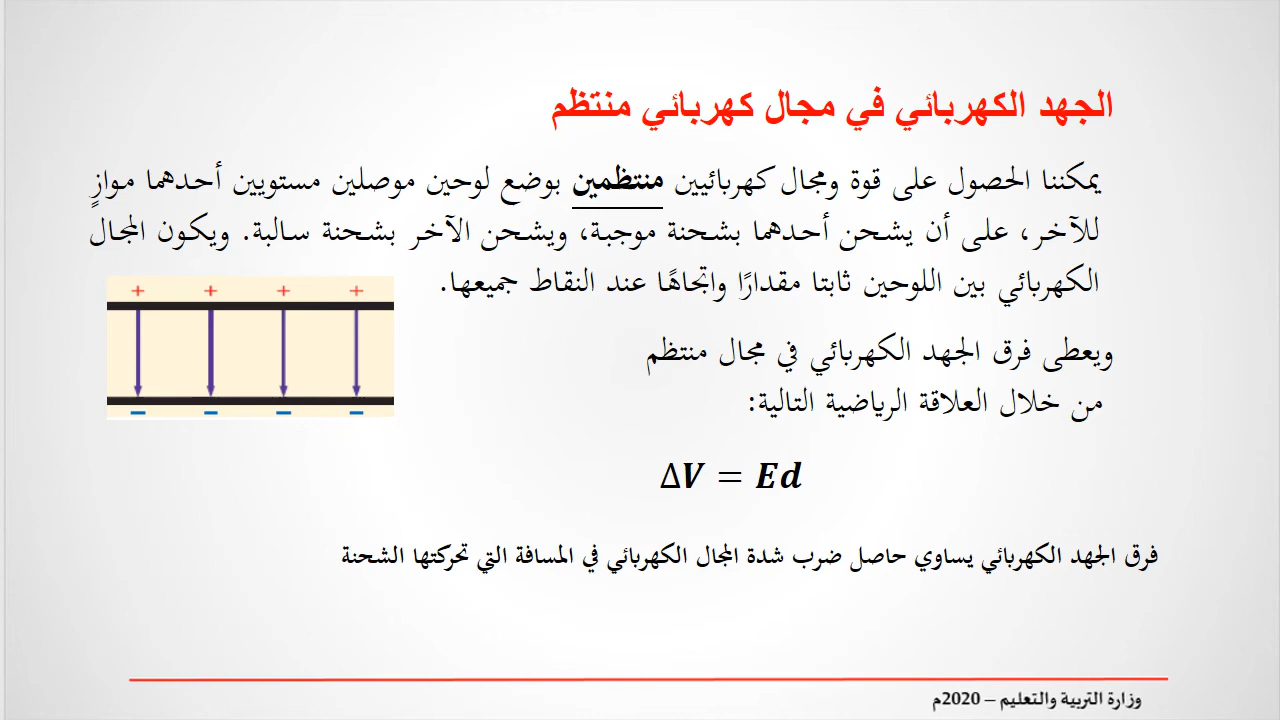 الجهد الكهربائي في مجال كهربائي منتظم
يمكننا الحصول على قوة ومجال كهربائيين منتظمين بوضع لوحين موصلين مستويين أحدهما موازٍ
للآخر، على أن يشحن أحدهما بشحنة موجبة، ويشحن الآخر بشحنة سالبة. ويكون المجال
الكهربائي بين اللوحين ثابتا مقدارًا واتجاهًا عند النقاط جميعها.
+ + + +
– – – –
ويعطى فرق الجهد الكهربائي في مجال منتظم
من خلال العلاقة الرياضية التالية:
ΔV = Ed
فرق الجهد الكهربائي يساوي حاصل ضرب شدة المجال الكهربائي في المسافة التي تحركتها الشحنة
وزارة التربية والتعليم – 2020م